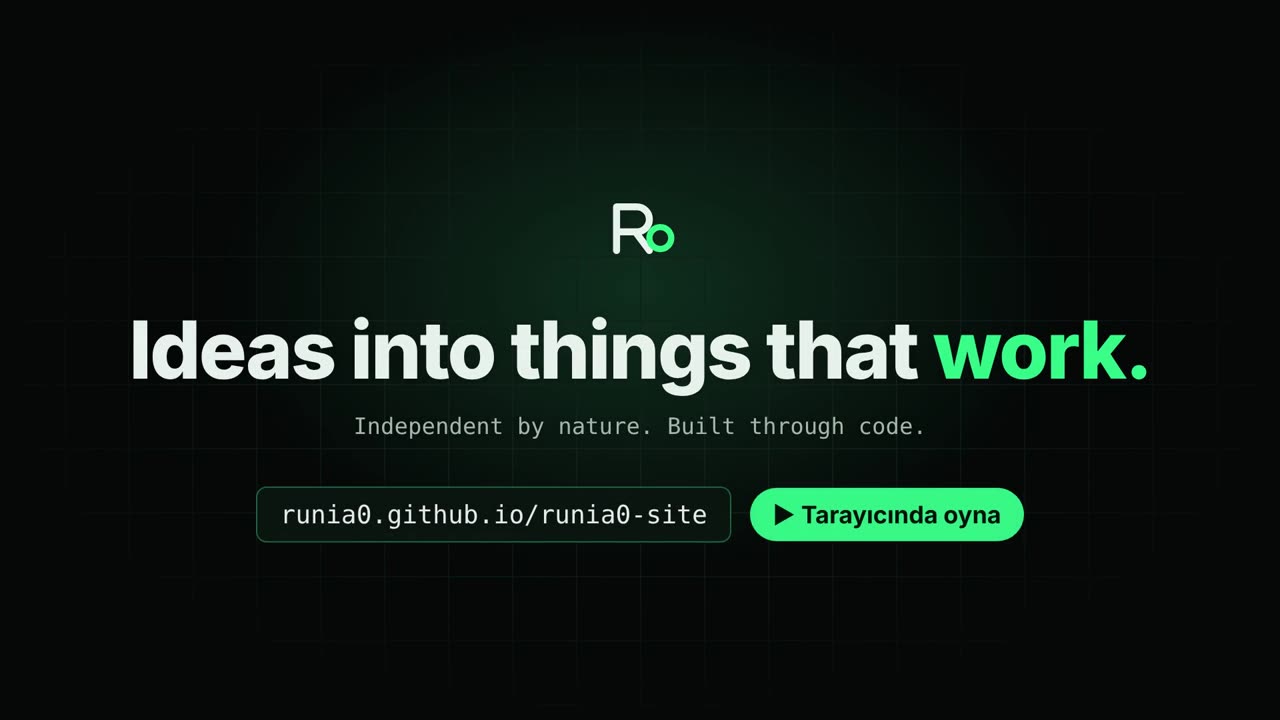 Ro
Ideas into things that work.
Independent by nature. Built through code.
runia0.github.io/runia0-site
▶ Tarayıcında oyna